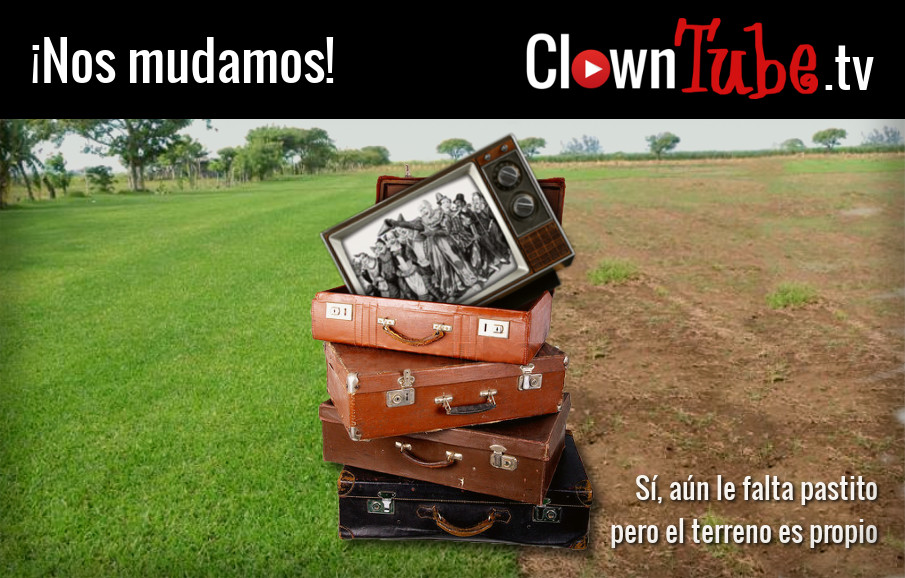 ¡Nos mudamos!
ClownTube.tv
Sí, aún le falta pastito
pero el terreno es propio